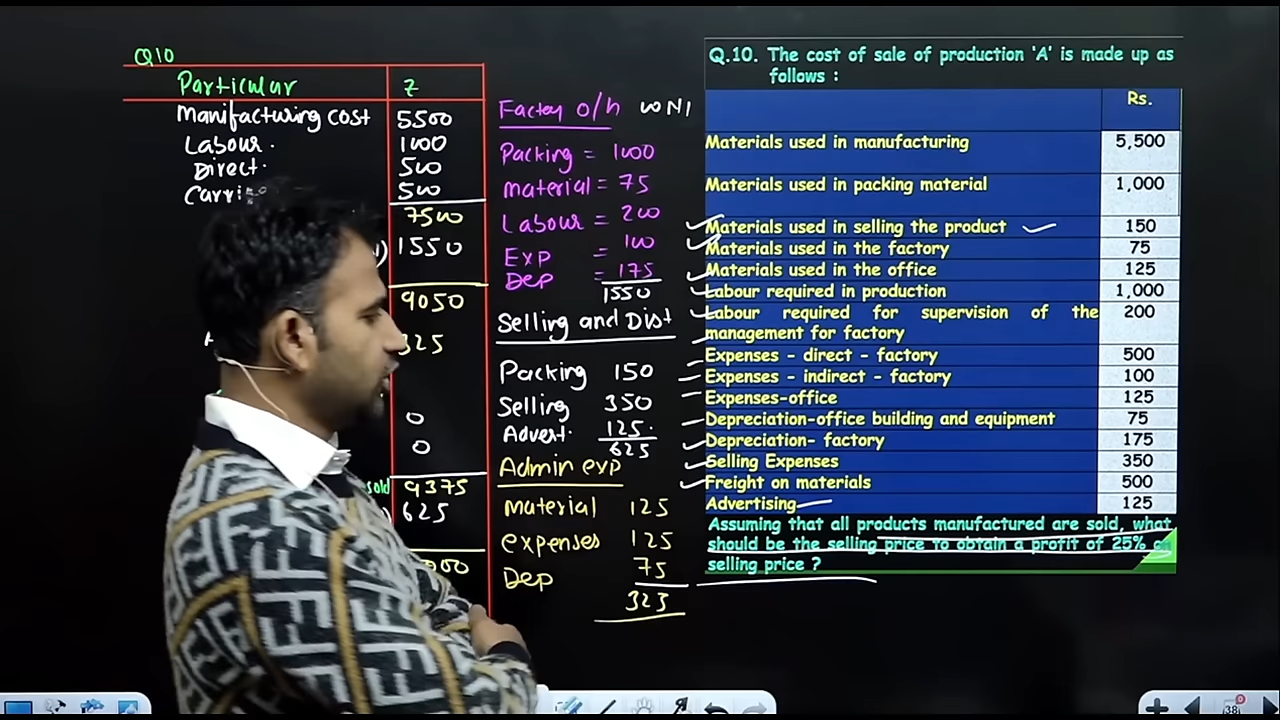 Q10
Particular ₹
Manufacturing cost 5500
Labour. 1000
Direct. 500
500
7500
1550
9050
325
0
0
sold 9375
625
Factory o/h WN1
Packing = 1000
material = 75
Labour = 200
Exp = 100
Dep = 175
1550
Selling and Dist
Packing 150
Selling 350
Advert. 125.
625
Admin exp
material 125
expenses 125
Dep 75
323
Q.10. The cost of sale of production 'A' is made up as
follows :
Rs.
Materials used in manufacturing 5,500
Materials used in packing material 1,000
Materials used in selling the product 150
Materials used in the factory 75
Materials used in the office 125
Labour required in production 1,000
Labour required for supervision of the 200
management for factory
Expenses - direct - factory 500
Expenses - indirect - factory 100
Expenses-office 125
Depreciation-office building and equipment 75
Depreciation- factory 175
Selling Expenses 350
Freight on materials 500
Advertising 125
Assuming that all products manufactured are sold, what
should be the selling price to obtain a profit of 25% on
selling price ?
38